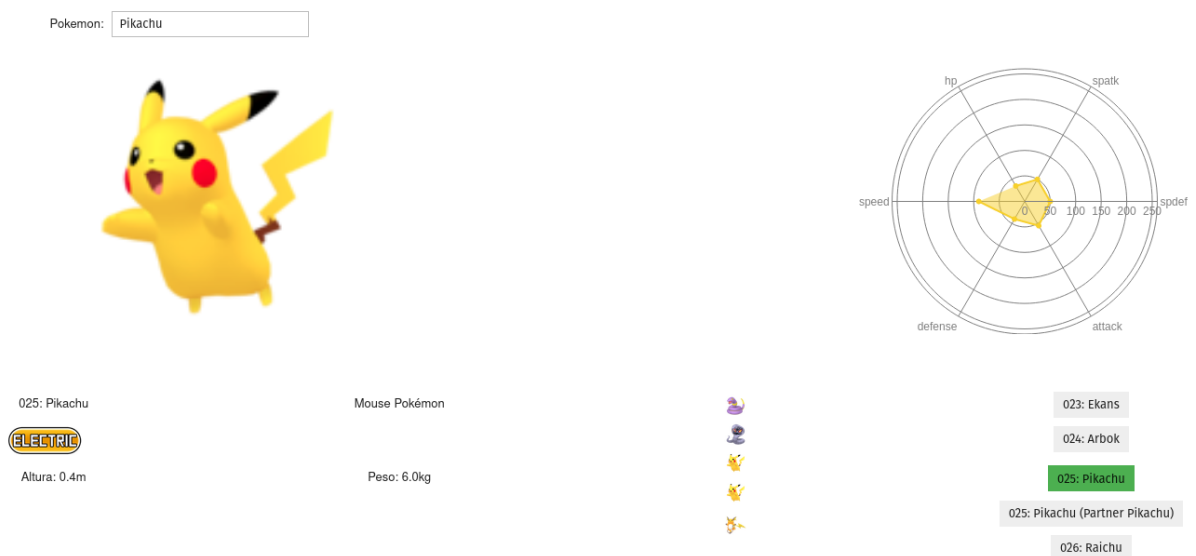 Pokemon: Pikachu
hp
spatk
speed
0 50 100 150 200 250
spdef
defense
attack
025: Pikachu
Mouse Pokémon
ELECTRIC
Altura: 0.4m
Peso: 6.0kg
023: Ekans
024: Arbok
025: Pikachu
025: Pikachu (Partner Pikachu)
026: Raichu